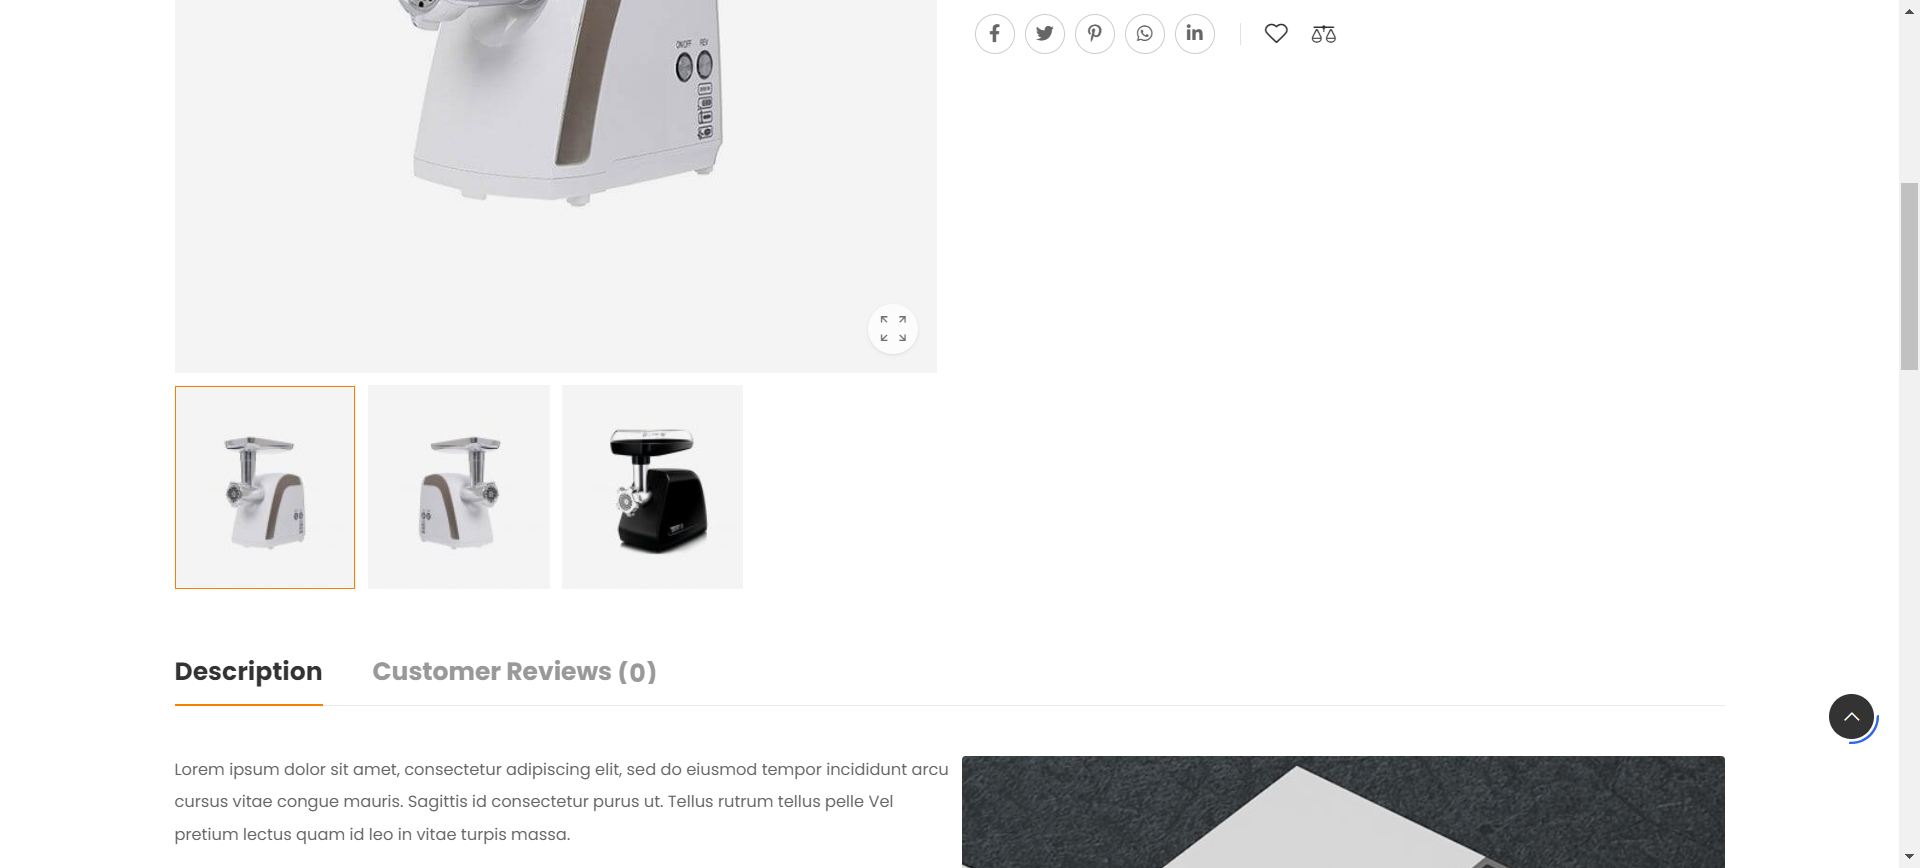 ON/OFF REV
Description Customer Reviews (0)
Lorem ipsum dolor sit amet, consectetur adipiscing elit, sed do eiusmod tempor incididunt arcu
cursus vitae congue mauris. Sagittis id consectetur purus ut. Tellus rutrum tellus pelle Vel
pretium lectus quam id leo in vitae turpis massa.